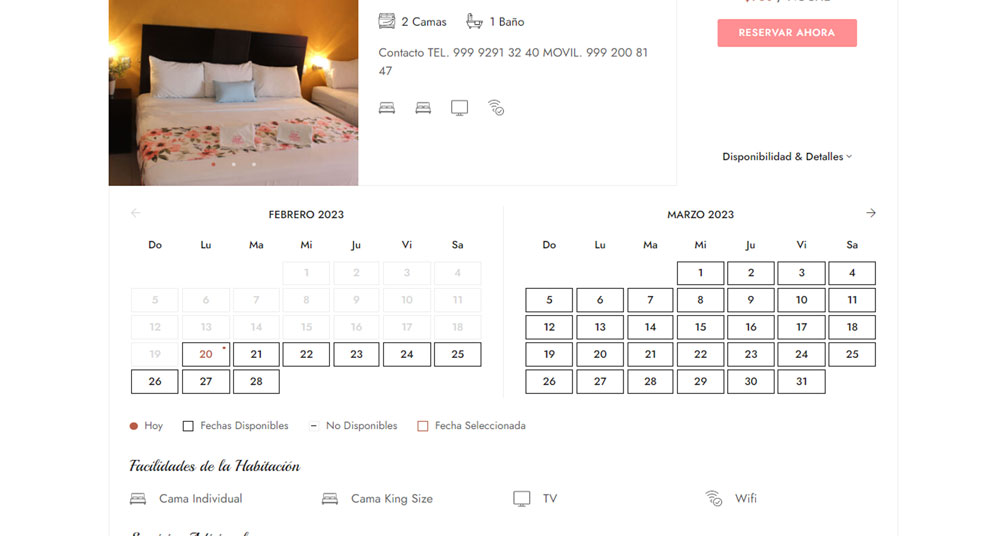 2 Camas 1 Baño
RESERVAR AHORA
Contacto TEL. 999 9291 32 40 MOVIL. 999 200 81
47
Disponibilidad & Detalles
FEBRERO 2023
Do Lu Ma Mi Ju Vi Sa
1 2 3 4
5 6 7 8 9 10 11
12 13 14 15 16 17 18
19 20 21 22 23 24 25
26 27 28
MARZO 2023
Do Lu Ma Mi Ju Vi Sa
1 2 3 4
5 6 7 8 9 10 11
12 13 14 15 16 17 18
19 20 21 22 23 24 25
26 27 28 29 30 31
Hoy Fechas Disponibles No Disponibles Fecha Seleccionada
Facilidades de la Habitación
Cama Individual Cama King Size TV Wifi